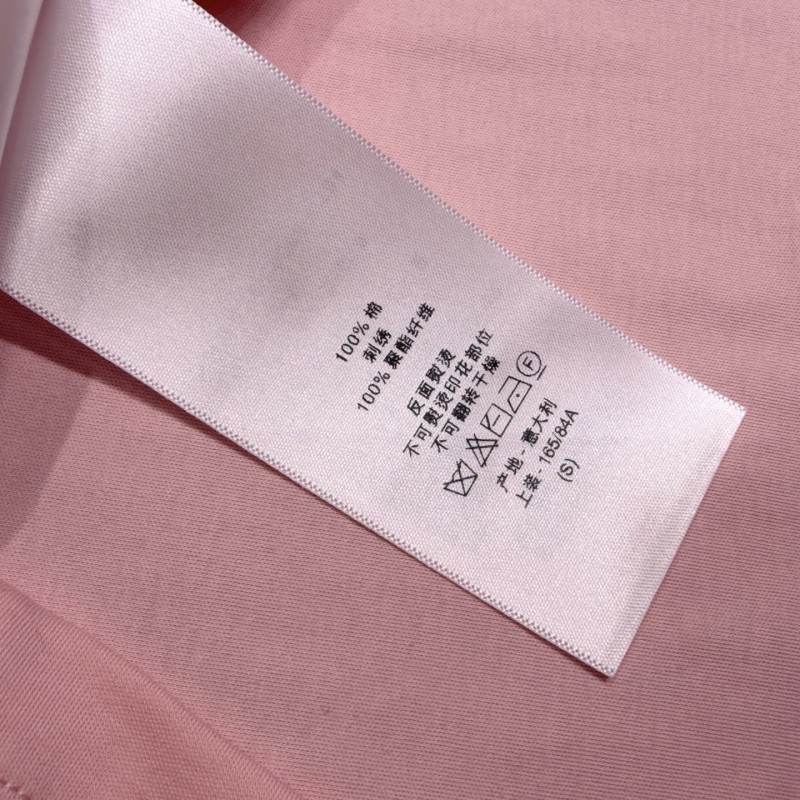 100% 棉
刺绣
100% 聚酯纤维
反面熨烫
不可熨烫印花部位
不可翻转干燥
F
产地 - 意大利
上装 - 165/84A
(S)